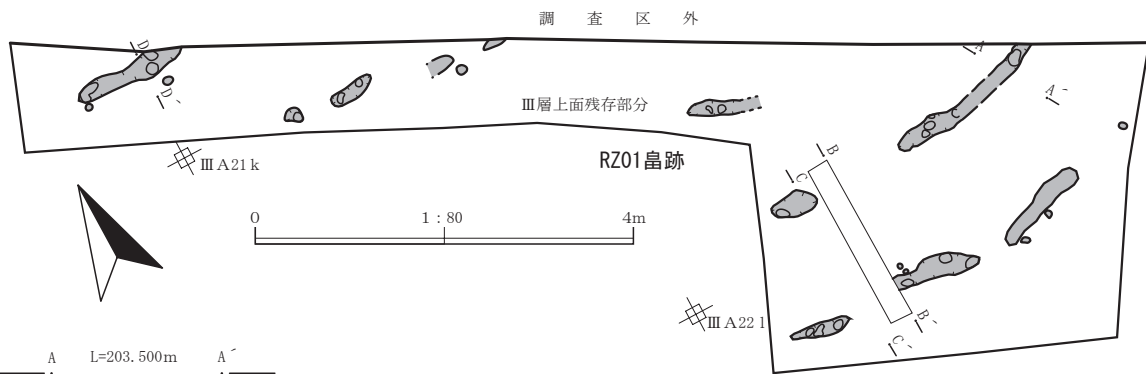 調査区外
D
D´
A
A´
Ⅲ層上面残存部分
ⅢA21k
RZ01畠跡
B
C
0 1：80 4m
ⅢA22l
B´
C´
A L=203.500m A´